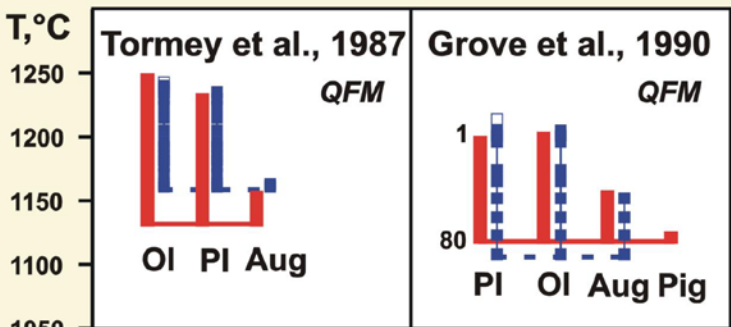 T,°C
Tormey et al., 1987
Grove et al., 1990
1250
QFM
QFM
1200
1
1150
80
1100
Ol Pl Aug
Pl Ol Aug Pig